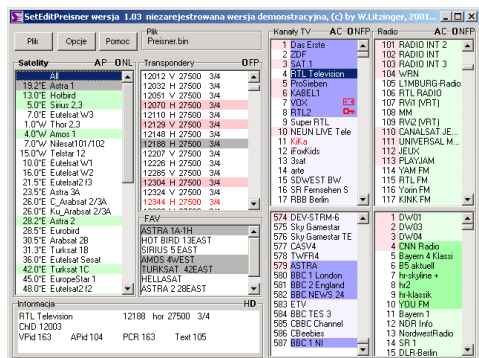 SetEditPreisner wersja 1.03 niezarejestrowana wersja demonstracyjna, (c) by W.Litzinger, 2001...
Plik
Opcje
Pomoc
Plik
Preisner.bin
Satelity AP ONL
All
19.2°E Astra 1
13.0°E Hotbird
5.0°E Sirius 2,3
7.0°E Eutelsat W3
1.0°W Thor 2,3
4.0°W Amos 1
7.0°W Nilesat101/102
15.0°W Telstar 12
10.0°E Eutelsat W1
16.0°E Eutelsat W2
21.5°E Eutelsat2 f3
23.5°E Astra 3A
26.0°E C_Arabsat 2/3A
26.0°E Ku_Arabsat 2/3A
28.2°E Astra 2
28.5°E Eurobird
30.5°E Arabsat 2B
31.3°E Turksat 1B
36.0°E Eutelsat Sesat
42.0°E Turksat 1C
45.0°E EuropeStar 1
48.0°E Eutelsat2 f2
Transpondery OFP
12012 V 27500 3/4
12032 H 27500 3/4
12051 V 27500 3/4
12070 H 27500 3/4
12110 H 27500 3/4
12129 V 27500 3/4
12148 H 27500 3/4
12188 H 27500 3/4
12207 V 27500 3/4
12226 H 27500 3/4
12285 V 27500 3/4
12304 H 27500 3/4
12324 V 27500 3/4
12344 H 27500 3/4
FAV
ASTRA 1A-1H
HOT BIRD 13EAST
SIRIUS 5 EAST
AMOS 4WEST
TURKSAT 42EAST
HELLASAT
ASTRA 2 28EAST
Kanały TV AC ONFP
1 Das Erste
2 ZDF
3 SAT.1
4 RTL Television
5 ProSieben
6 KABEL1
7 VOX
8 RTL2
9 Super RTL
10 NEUN LIVE Tele
11 KiKa
12 iFoxKids
13 3sat
14 arte
15 SDWEST BW
16 SR Fernsehen S
17 RBB Berlin
574 DEV-STRM-6
575 Sky Gamestar
576 Sky Gamestar TE
577 CASV4
578 TWFR4
579 ASTRA
580 BBC 1 London
581 BBC 2 England
582 BBC NEWS 24
583 ETV
584 BBC TES 3
585 CBBC Channel
586 CBeebies
587 BBC 1 NI
Radio AC ONFP
101 RADIO INT 2
102 RADIO INT
103 RADIO INT 3
104 WRN
105 L1MBURG-Radio
106 RTL RADIO
107 RVi1 (VRT)
108 MM
109 RVi2 (VRT)
110 CANALSAT JE...
111 UNIVERSAL M...
112 JEUX
113 PLAYJAM
114 YAM FM
115 RTL FM
116 Yorin FM
117 KINK FM
1 DW01
2 DW03
3 DW04
4 CNN Radio
5 Bayern 4 Klassi
6 B5 aktuell
7 hr-skyline +
8 hr2
9 hr-klassik
10 YOU FM
11 Bayern 1
12 NDR Info
13 NordwestRadio
14 SR 1
15 DLR-Berlin
Informacja HD
RTL Television 12188 hor 27500 3/4
ChID 12003
VPid 163 APid 104 PCR 163 Text 105